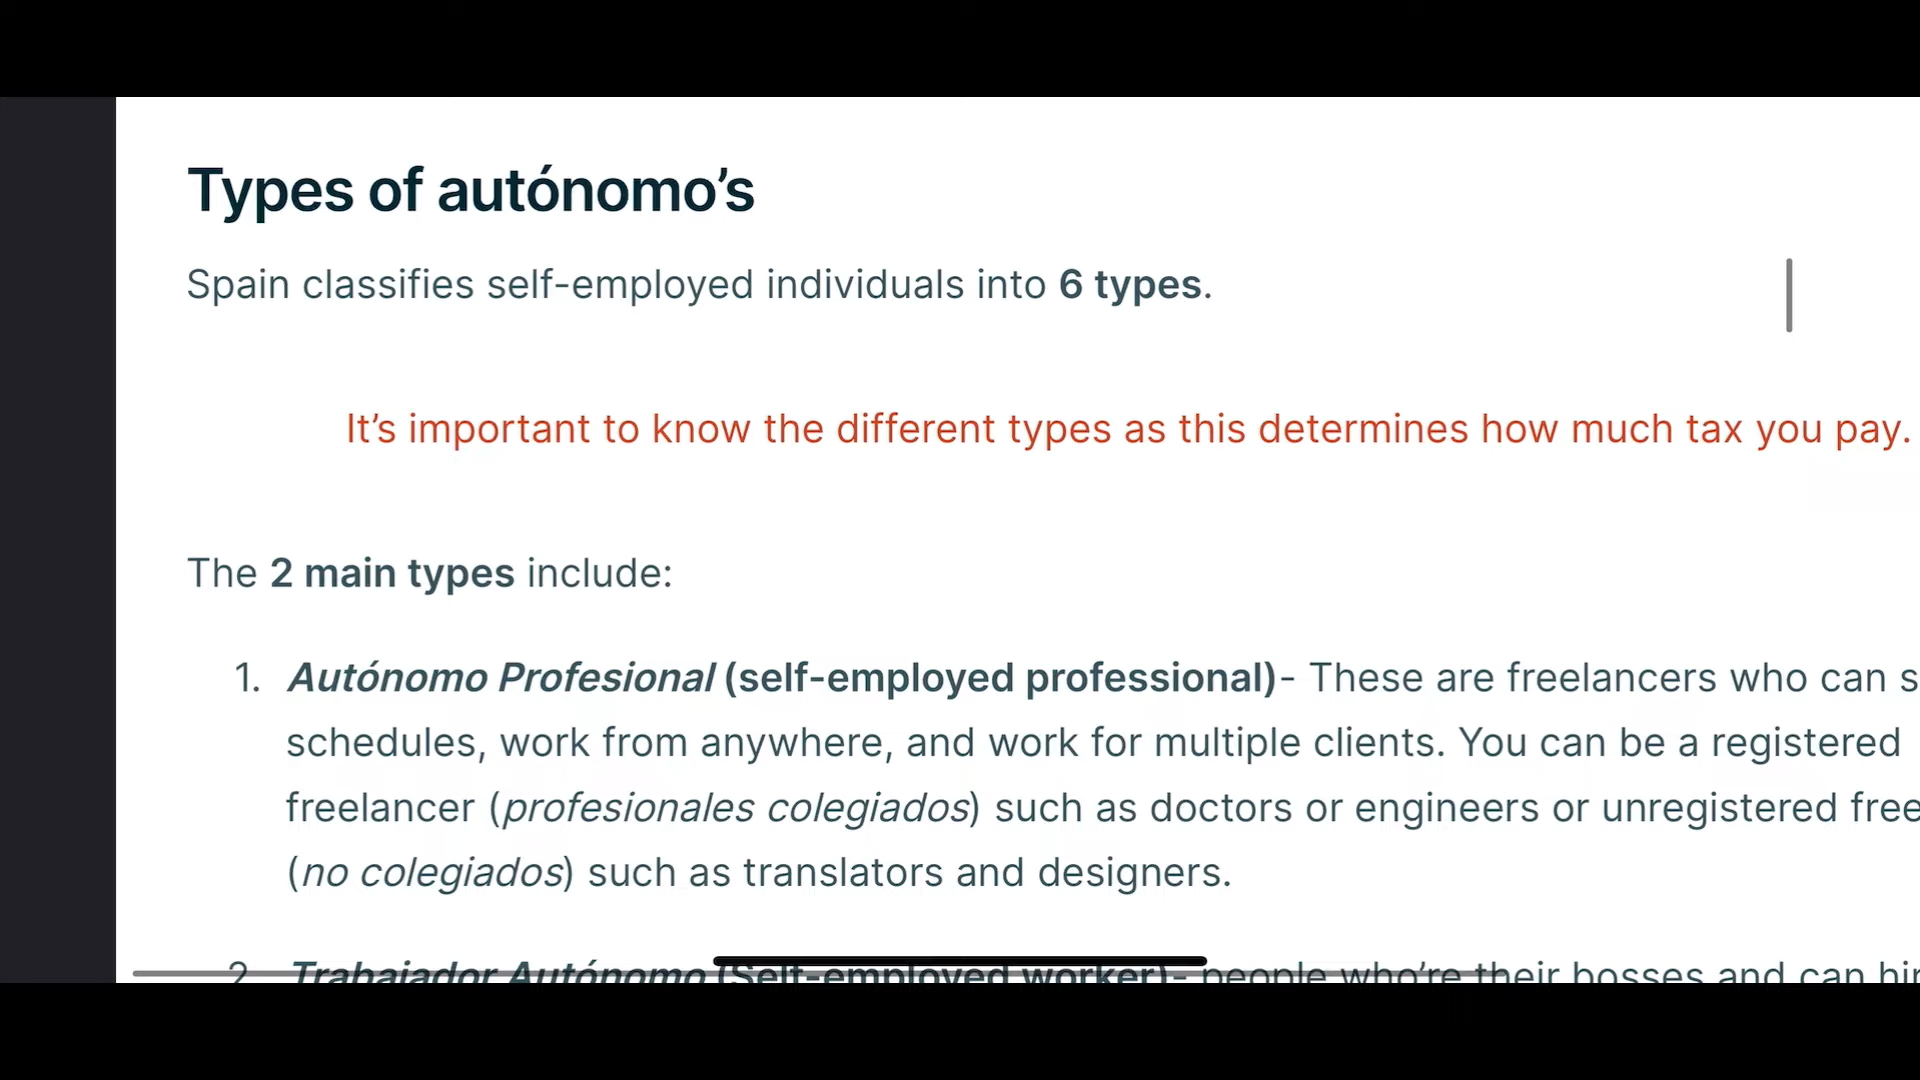 Types of autónomo’s
Spain classifies self-employed individuals into 6 types.
It’s important to know the different types as this determines how much tax you pay.
The 2 main types include:
1. Autónomo Profesional (self-employed professional)- These are freelancers who can s
schedules, work from anywhere, and work for multiple clients. You can be a registered
freelancer (profesionales colegiados) such as doctors or engineers or unregistered free
(no colegiados) such as translators and designers.
2. Trabajador Autónomo (Self-employed worker)- people who’re their bosses and can hir